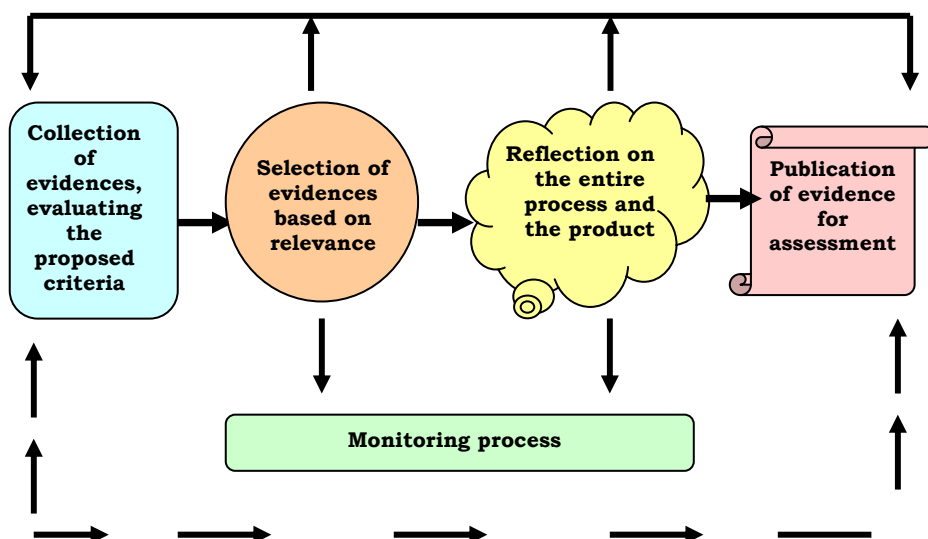 Collection
of
evidences,
evaluating
the
proposed
criteria
Selection of
evidences
based on
relevance
Reflection on
the entire
process and
the product
Publication
of evidence
for
assessment
Monitoring process